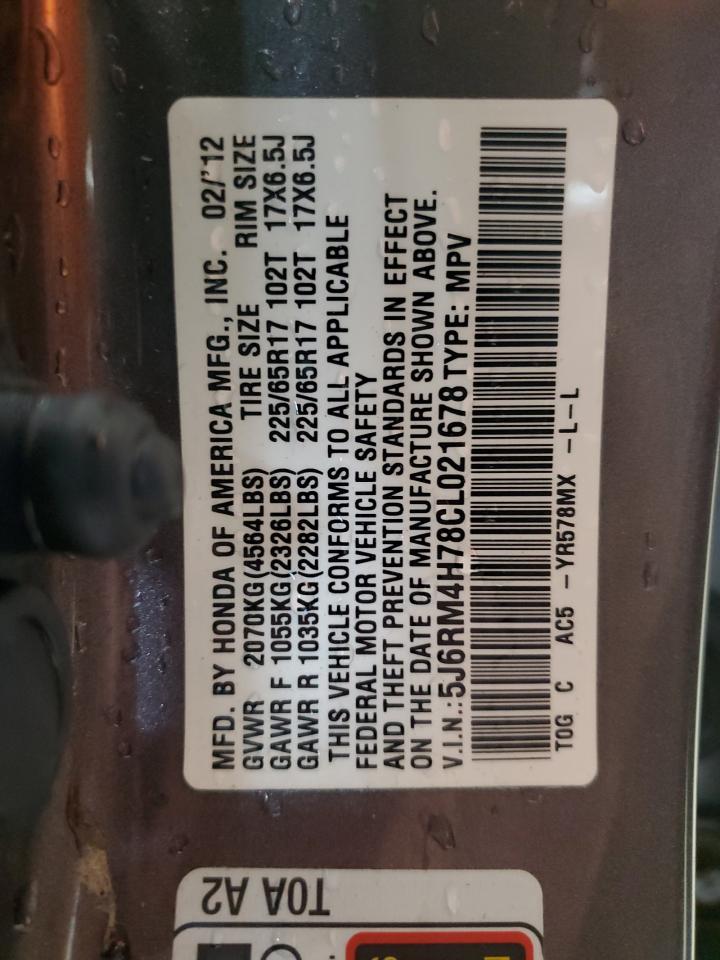 MFD. BY HONDA OF AMERICA MFG., INC. 02/'12
GVWR 2070KG (4564LBS) TIRE SIZE RIM SIZE
GAWR F 1055KG (2326LBS) 225/65R17 102T 17X6.5J
GAWR R 1035KG (2282LBS) 225/65R17 102T 17X6.5J
THIS VEHICLE CONFORMS TO ALL APPLICABLE
FEDERAL MOTOR VEHICLE SAFETY
AND THEFT PREVENTION STANDARDS IN EFFECT
ON THE DATE OF MANUFACTURE SHOWN ABOVE.
V.I.N.: 5J6RM4H78CL021678 TYPE: MPV
T0G C AC5 -YR578MX -L-L
T0A A2